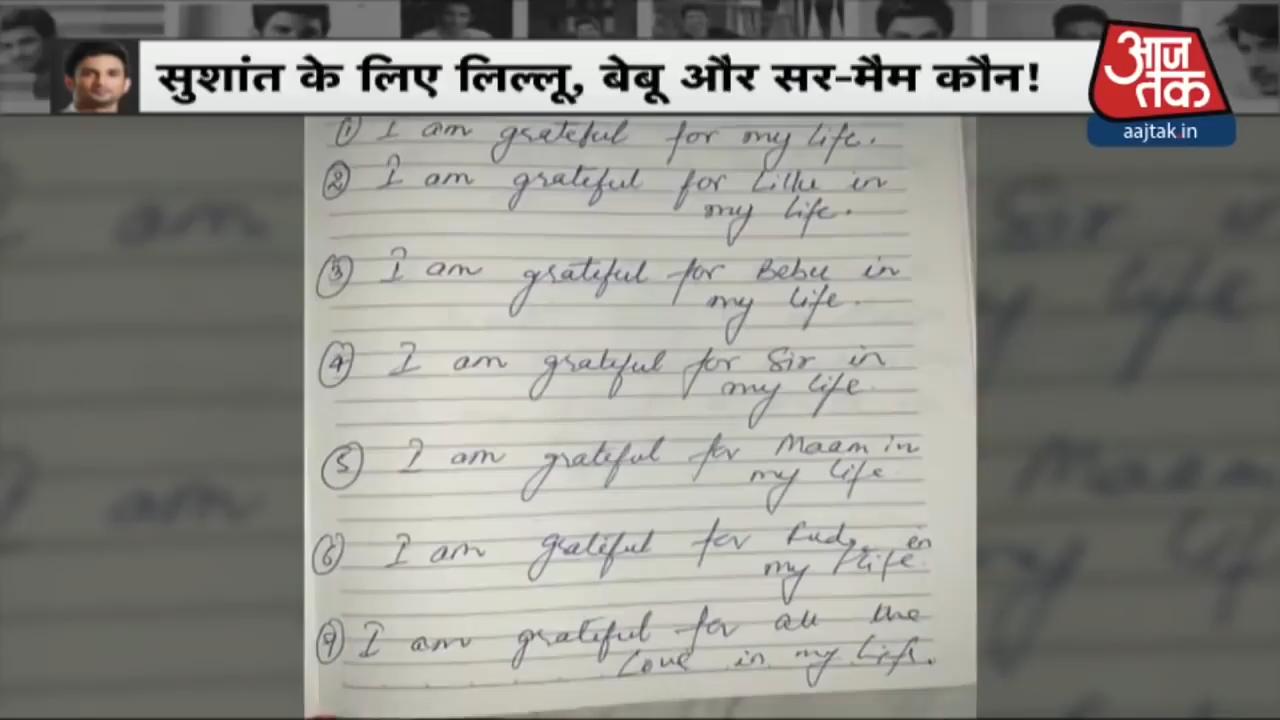 सुशांत के लिए लिल्लू, बेबू और सर-मैम कौन!
आज
तक
aajtak.in
① I am grateful for my life.
② I am grateful for Lillu in
my life.
③ I am grateful for Bebu in
my life.
④ I am grateful for Sir in
my life
⑤ I am grateful for Maam in
my life
⑥ I am grateful for in
my life
⑦ I am grateful for all the
Love in my life.